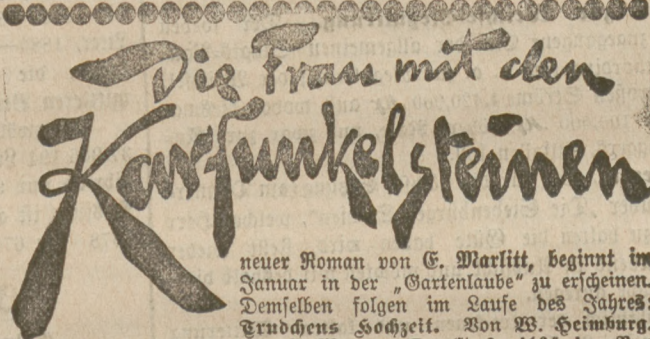 Die Frau mit den
Karfunkelsteinen
neuer Roman von E. Marlitt, beginnt im
Januar in der „Gartenlaube“ zu erscheinen.
Demselben folgen im Laufe des Jahres:
Trudchens Hochzeit. Von W. Heimburg.